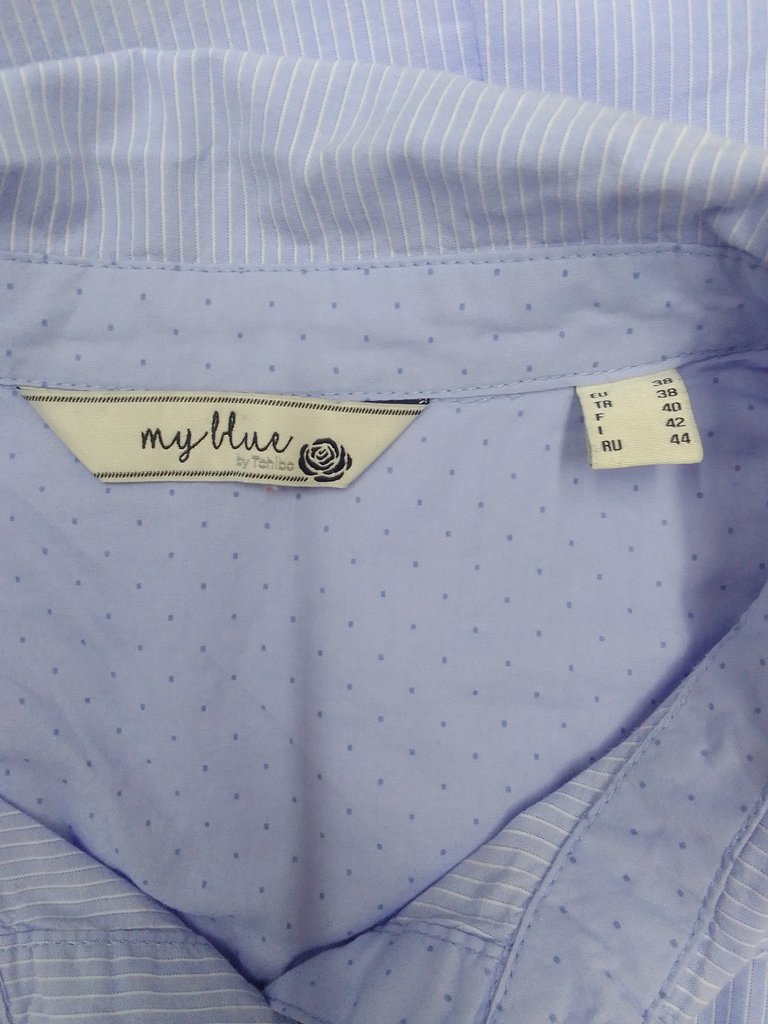 my blue
by Tchibo
EU 38
TR 38
F 40
I 42
RU 44